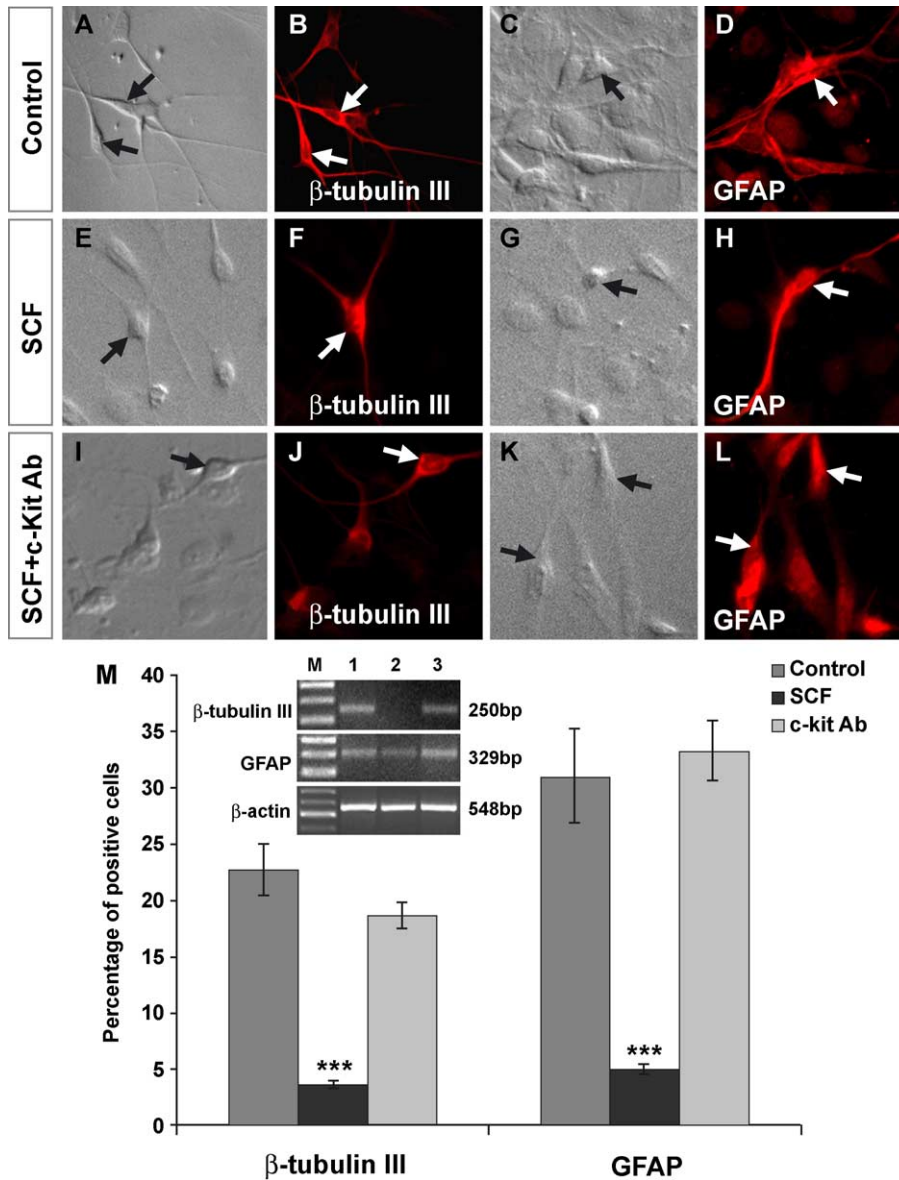 Control
A
B
β-tubulin III
C
D
GFAP
SCF
E
F
β-tubulin III
G
H
GFAP
SCF+c-Kit Ab
I
J
β-tubulin III
K
L
GFAP
M
Percentage of positive cells
40
35
30
25
20
15
10
5
0
M 1 2 3
β-tubulin III 250bp
GFAP 329bp
β-actin 548bp
Control
SCF
c-kit Ab
***
***
β-tubulin III
GFAP